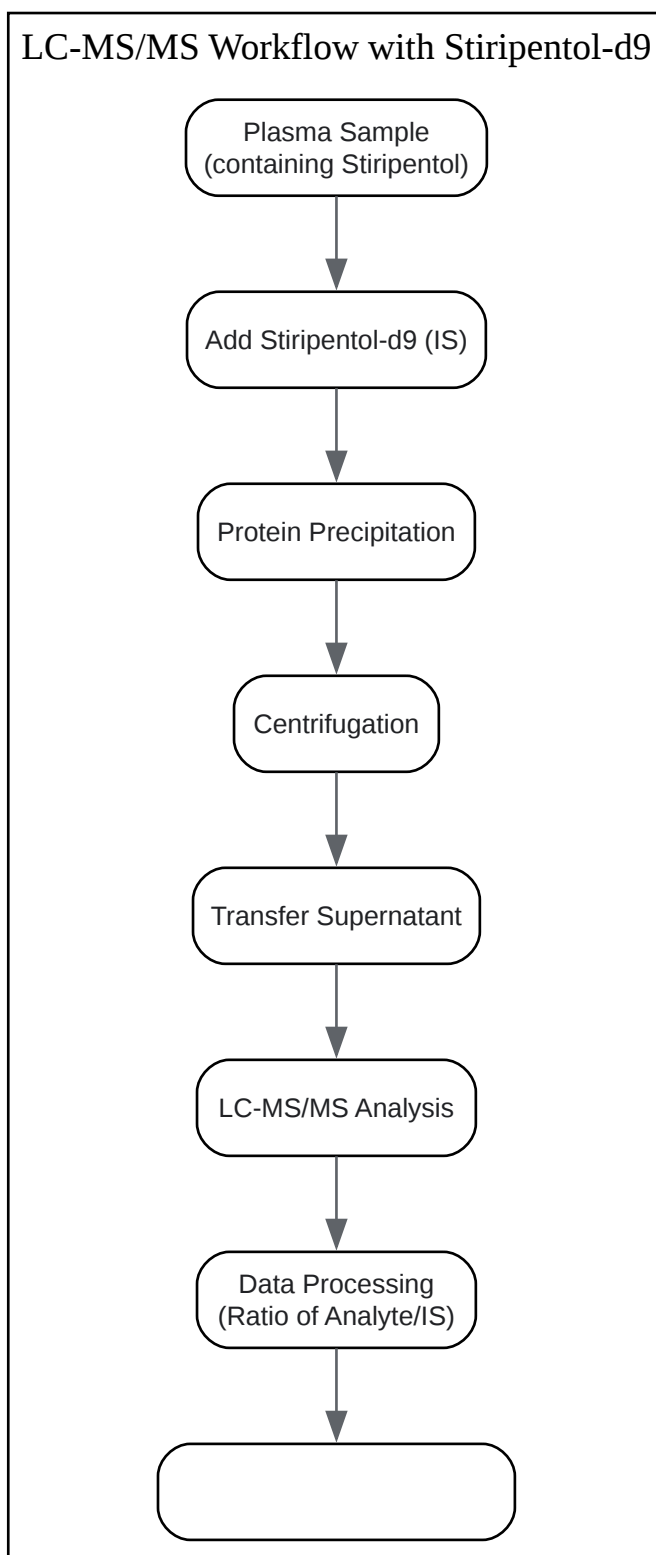 LC-MS/MS Workflow with Stiripentol-d9
Plasma Sample
(containing Stiripentol)
Add Stiripentol-d9 (IS)
Protein Precipitation
Centrifugation
Transfer Supernatant
LC-MS/MS Analysis
Data Processing
(Ratio of Analyte/IS)